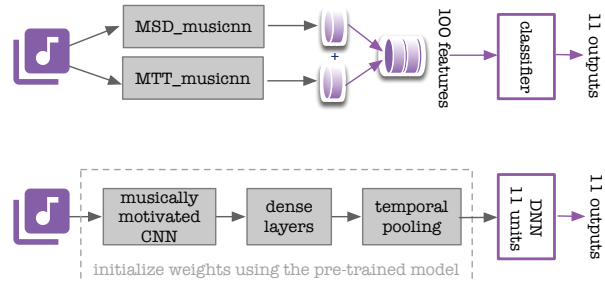 MSD_musicnn
MTT_musicnn
+
100 features
classifier
11 outputs
musically
motivated
CNN
dense
layers
temporal
pooling
DNN
11 units
11 outputs
initialize weights using the pre-trained model